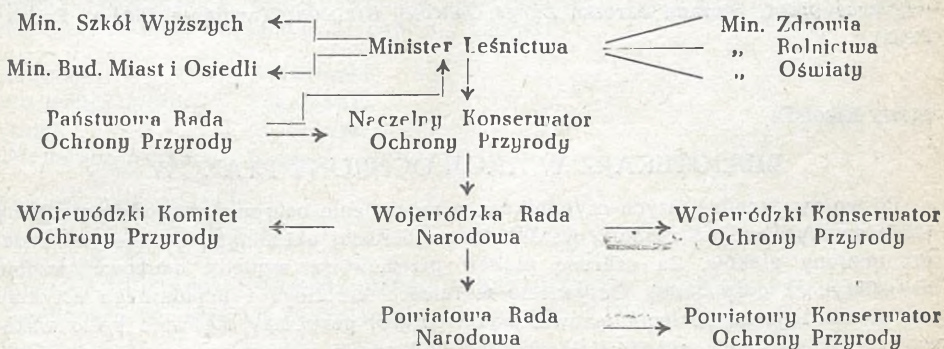 Min. Szkół Wyższych
Min. Bud. Miast i Osiedli
Minister Leśnictwa
Min. Zdrowia
„ Rolnictwa
„ Oświaty
Państwowa Rada
Ochrony Przyrody
Naczelny Konserwator
Ochrony Przyrody
Wojewódzki Komitet
Ochrony Przyrody
Wojewódzka Rada
Narodowa
Wojewódzki Konserwator
Ochrony Przyrody
Powiatowa Rada
Narodowa
Powiatowy Konserwator
Ochrony Przyrody